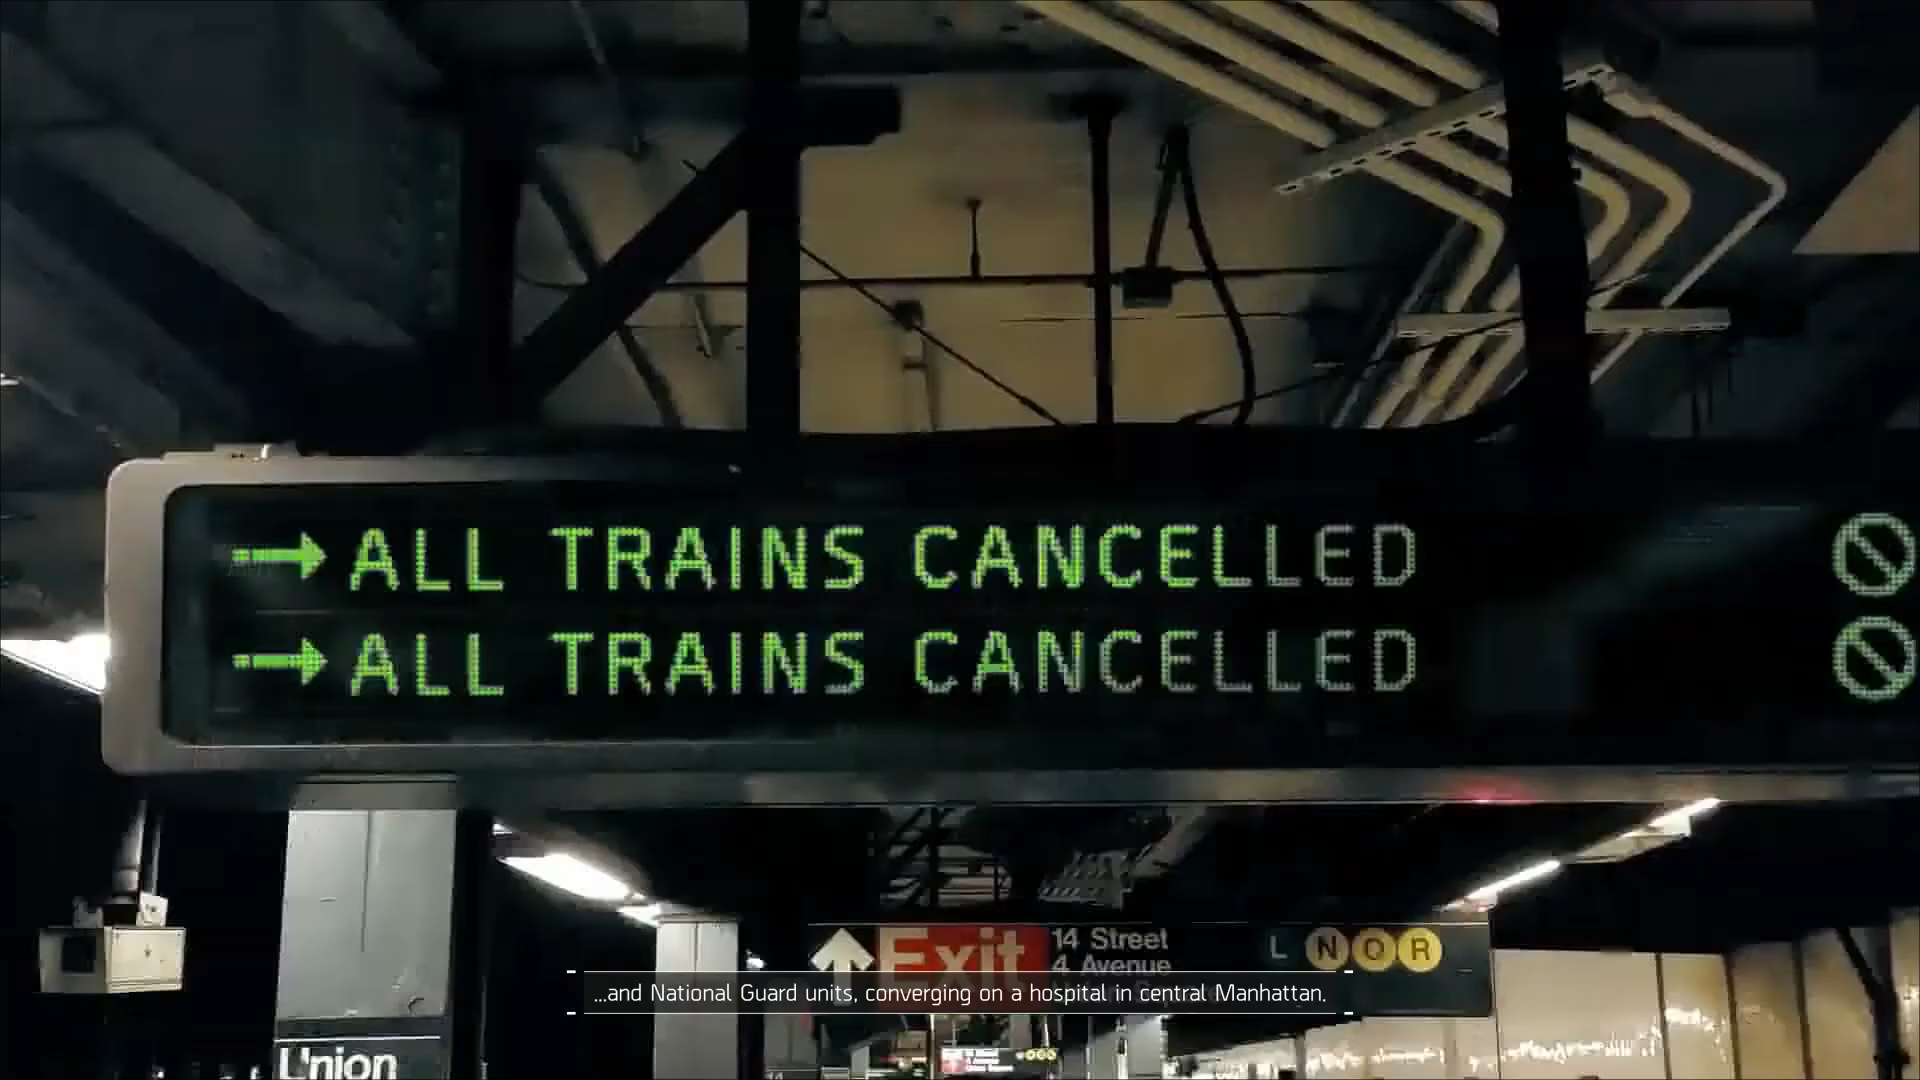 → ALL TRAINS CANCELLED
→ ALL TRAINS CANCELLED
Exit
14 Street
4 Avenue
L N Q R
...and National Guard units, converging on a hospital in central Manhattan.
Union